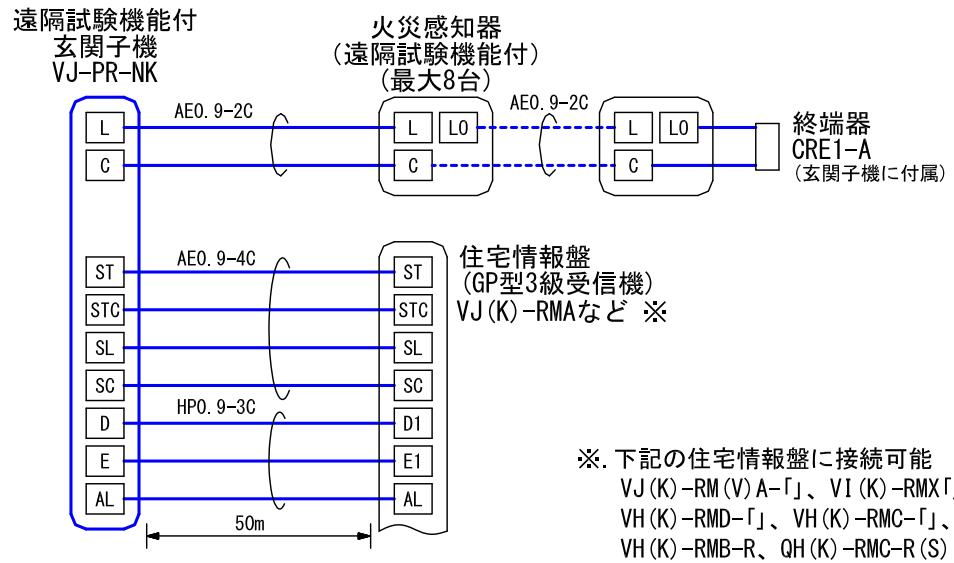 遠隔試験機能付
玄関子機
VJ-PR-NK
火災感知器
(遠隔試験機能付)
(最大8台)
AE0.9-2C
AE0.9-2C
L
L
L0
L
L0
C
C
C
終端器
CRE1-A
(玄関子機に付属)
AE0.9-4C
ST
ST
STC
STC
SL
SL
SC
SC
住宅情報盤
(GP型3級受信機)
VJ(K)-RMAなど ※
HP0.9-3C
D
D1
E
E1
AL
AL
50m
※.下記の住宅情報盤に接続可能
VJ(K)-RM(V)A-「」、VI(K)-RMX「
VH(K)-RMD-「」、VH(K)-RMC-「」、
VH(K)-RMB-R、QH(K)-RMC-R(S)